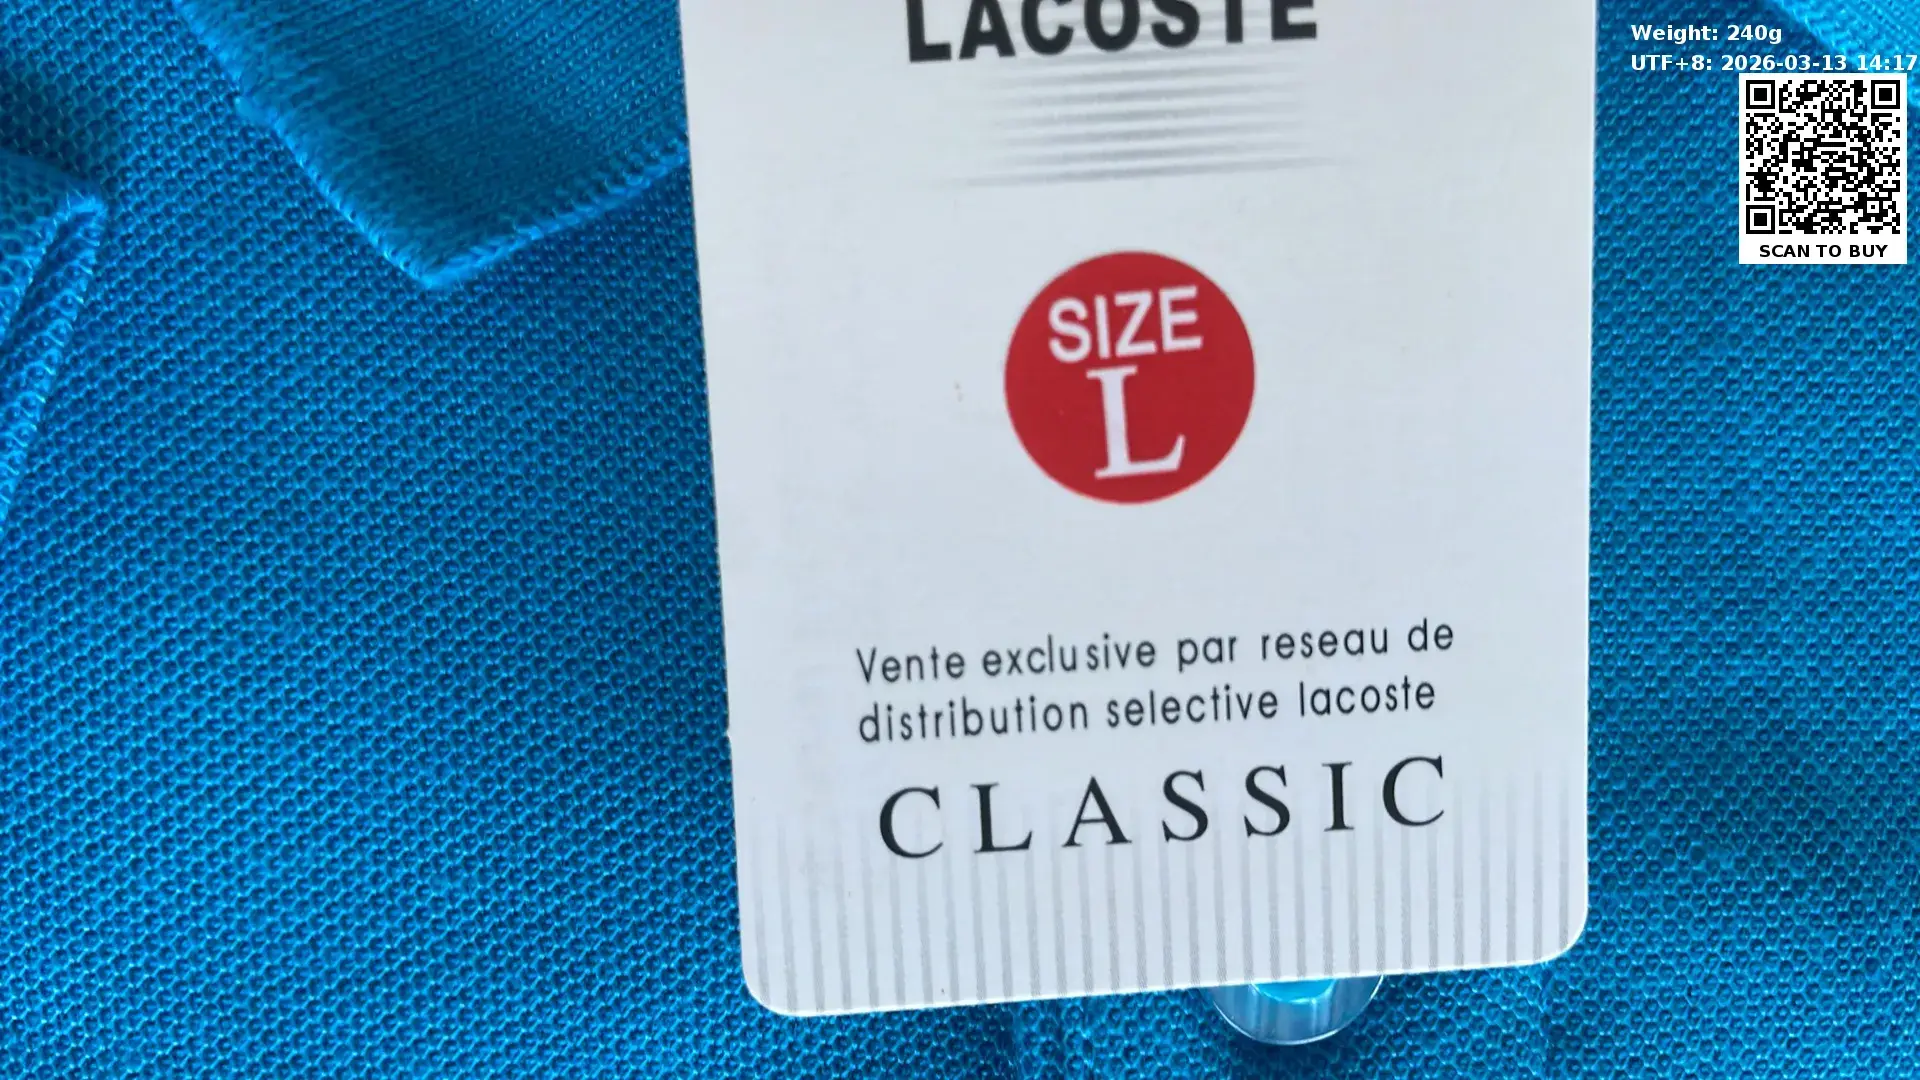 LACOSTE
Weight: 240g
UTF+8: 2026-03-13 14:17
SCAN TO BUY
SIZE
L
Vente exclusive par reseau de
distribution selective lacoste
CLASSIC